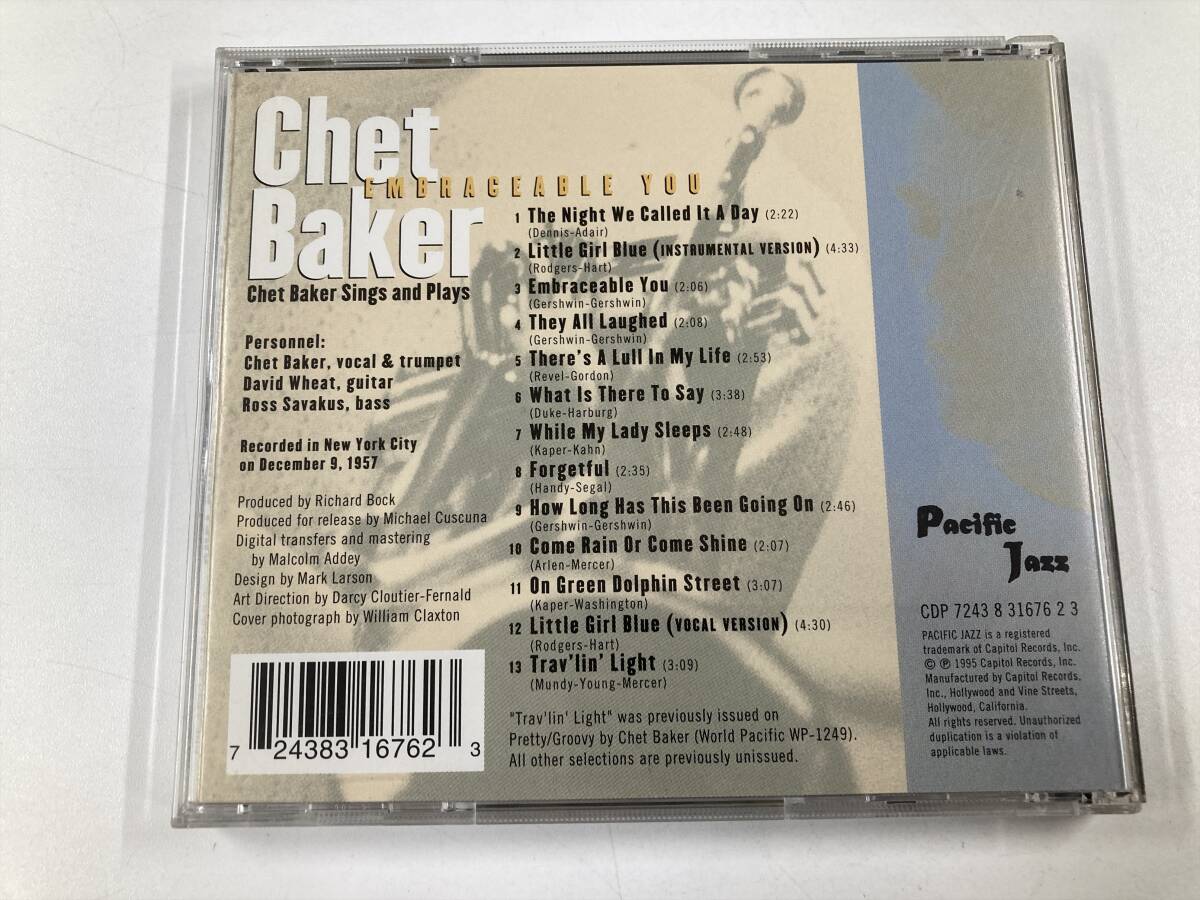 Chet
Baker
EMBRACEABLE YOU
Chet Baker Sings and Plays
Personnel:
Chet Baker, vocal & trumpet
David Wheat, guitar
Ross Savakus, bass
Recorded in New York City
on December 9, 1957
Produced by Richard Bock
Produced for release by Michael Cuscuna
Digital transfers and mastering
by Malcolm Addey
Design by Mark Larson
Art Direction by Darcy Cloutier-Fernald
Cover photograph by William Claxton
7 24383 16762 3
1 The Night We Called It A Day (2:22)
(Dennis-Adair)
2 Little Girl Blue (INSTRUMENTAL VERSION) (4:33)
(Rodgers-Hart)
3 Embraceable You (2:06)
(Gershwin-Gershwin)
4 They All Laughed (2:08)
(Gershwin-Gershwin)
5 There's A Lull In My Life (2:53)
(Revel-Gordon)
6 What Is There To Say (3:38)
(Duke-Harburg)
7 While My Lady Sleeps (2:48)
(Kaper-Kahn)
8 Forgetful (2:35)
(Handy-Segal)
9 How Long Has This Been Going On (2:46)
(Gershwin-Gershwin)
10 Come Rain Or Come Shine (2:07)
(Arlen-Mercer)
11 On Green Dolphin Street (3:07)
(Kaper-Washington)
12 Little Girl Blue (VOCAL VERSION) (4:30)
(Rodgers-Hart)
13 Trav'lin' Light (3:09)
(Mundy-Young-Mercer)
"Trav'lin' Light" was previously issued on
Pretty/Groovy by Chet Baker (World Pacific WP-1249).
All other selections are previously unissued.
Pacific
Jazz
CDP 7243 8 31676 2 3
PACIFIC JAZZ is a registered
trademark of Capitol Records, Inc.
© ℗ 1995 Capitol Records, Inc.
Manufactured by Capitol Records,
Inc., Hollywood and Vine Streets,
Hollywood, California.
All rights reserved. Unauthorized
duplication is a violation of
applicable laws.